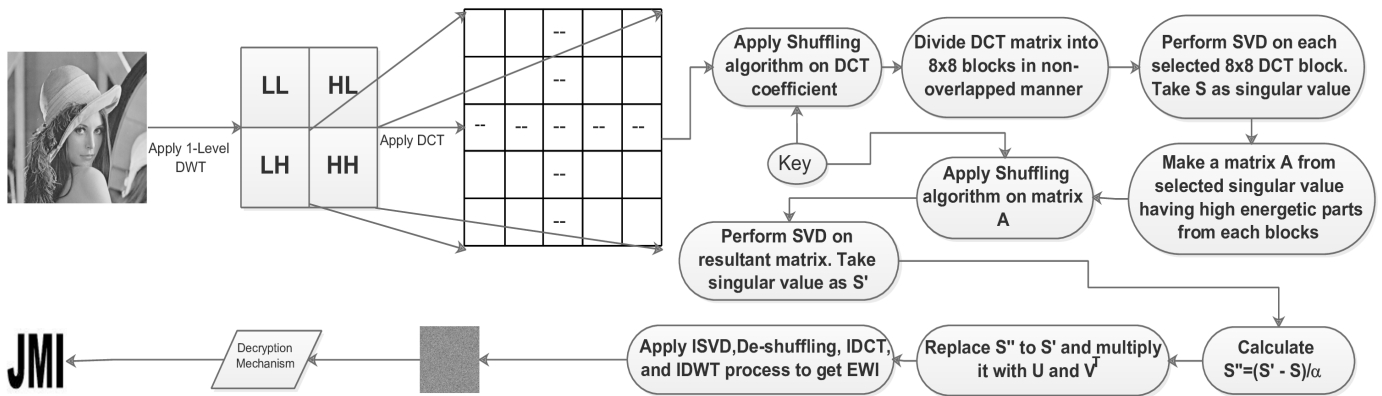 Apply 1-Level
DWT
LL
HL
LH
HH
Apply DCT
--
--
-- -- -- -- --
--
--
Apply Shuffling
algorithm on DCT
coefficient
Divide DCT matrix into
8x8 blocks in non-
overlapped manner
Perform SVD on each
selected 8x8 DCT block.
Take S as singular value
Key
Make a matrix A from
selected singular value
having high energetic parts
from each blocks
Apply Shuffling
algorithm on matrix
A
Perform SVD on
resultant matrix. Take
singular value as S'
Calculate
S"=(S' - S)/α
Replace S" to S' and multiply
it with U and Vᵀ
Apply ISVD,De-shuffling, IDCT,
and IDWT process to get EWI
Decryption
Mechanism
JMI